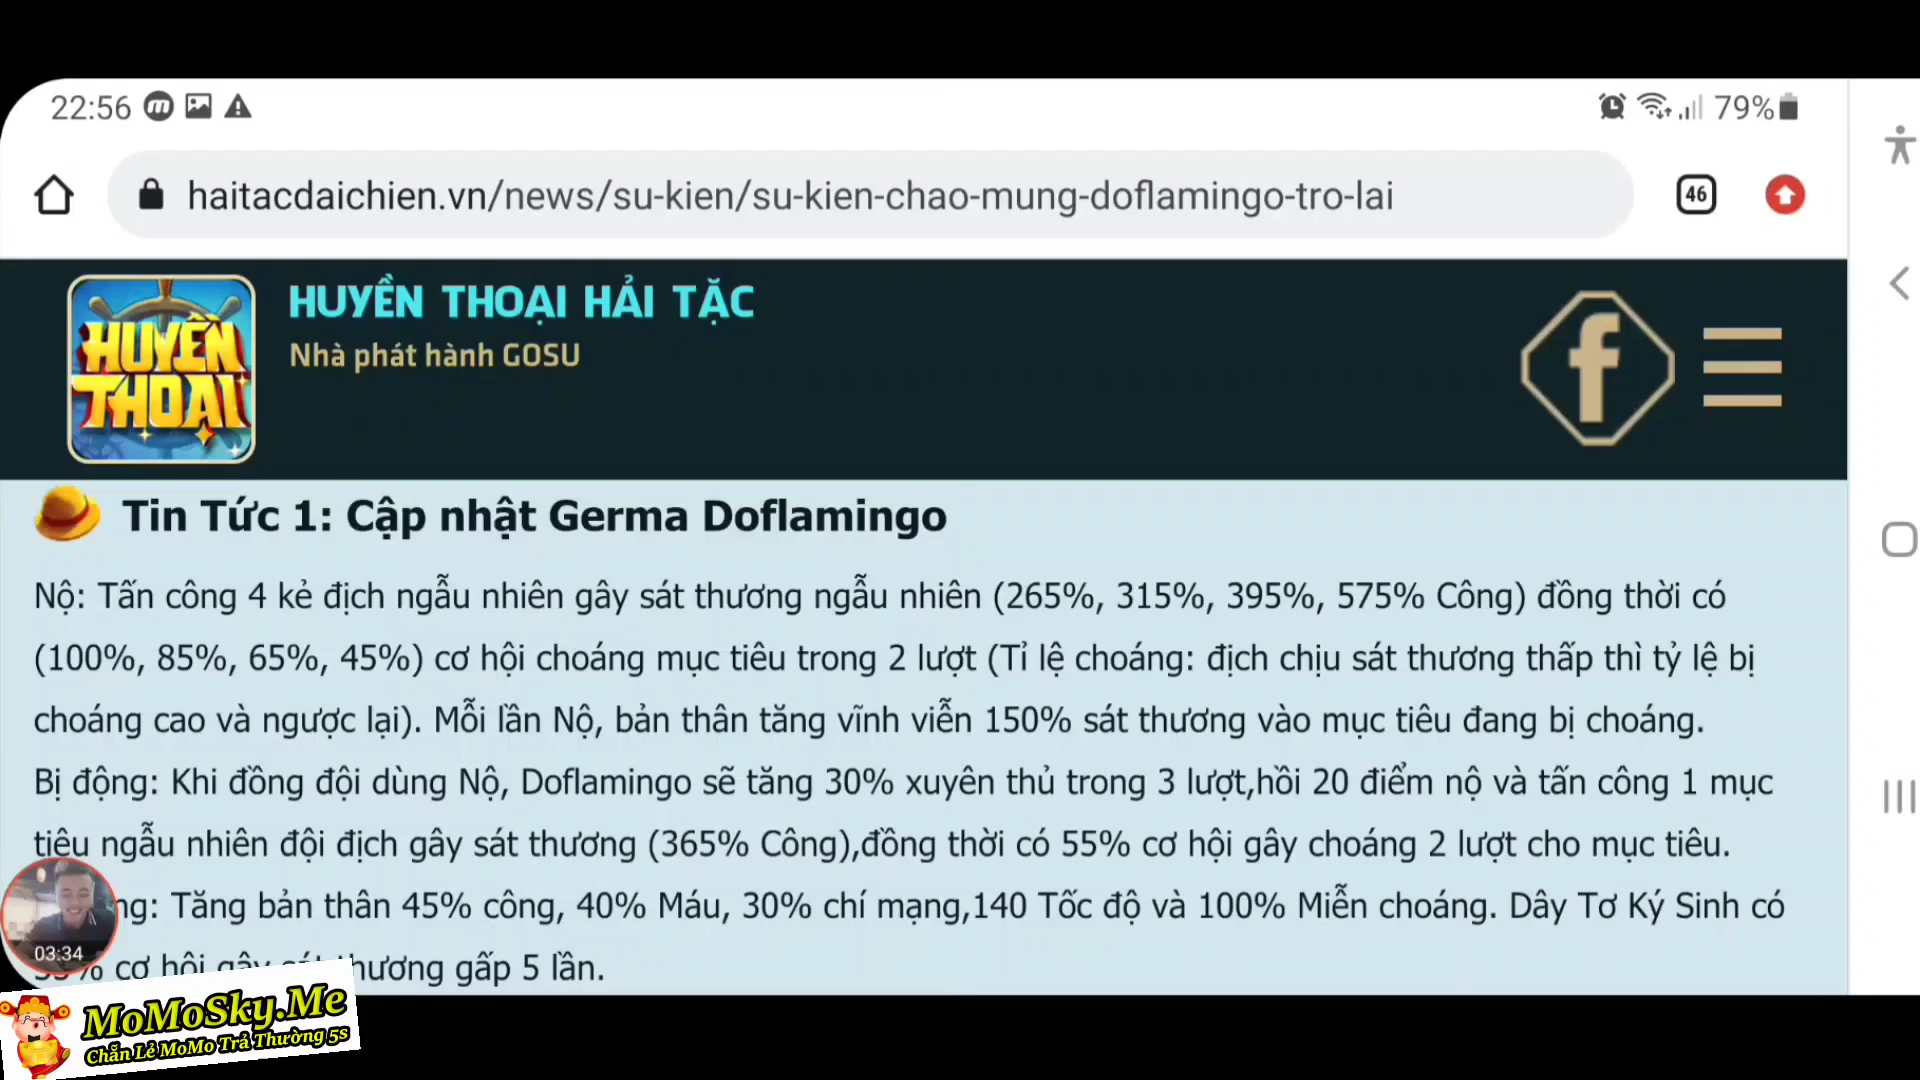 22:56
79%
haitacdaichien.vn/news/su-kien/su-kien-chao-mung-doflamingo-tro-lai
46
HUYỀN THOẠI
HUYỀN THOẠI HẢI TẶC
Nhà phát hành GOSU
Tin Tức 1: Cập nhật Germa Doflamingo
Nộ: Tấn công 4 kẻ địch ngẫu nhiên gây sát thương ngẫu nhiên (265%, 315%, 395%, 575% Công) đồng thời có
(100%, 85%, 65%, 45%) cơ hội choáng mục tiêu trong 2 lượt (Tỉ lệ choáng: địch chịu sát thương thấp thì tỷ lệ bị
choáng cao và ngược lại). Mỗi lần Nộ, bản thân tăng vĩnh viễn 150% sát thương vào mục tiêu đang bị choáng.
Bị động: Khi đồng đội dùng Nộ, Doflamingo sẽ tăng 30% xuyên thủ trong 3 lượt,hồi 20 điểm nộ và tấn công 1 mục
tiêu ngẫu nhiên đội địch gây sát thương (365% Công),đồng thời có 55% cơ hội gây choáng 2 lượt cho mục tiêu.
ng: Tăng bản thân 45% công, 40% Máu, 30% chí mạng,140 Tốc độ và 100% Miễn choáng. Dây Tơ Ký Sinh có
cơ hội gây sát thương gấp 5 lần.
03:34
MoMoSky.Me
Chẵn Lẻ MoMo Trả Thưởng 5s